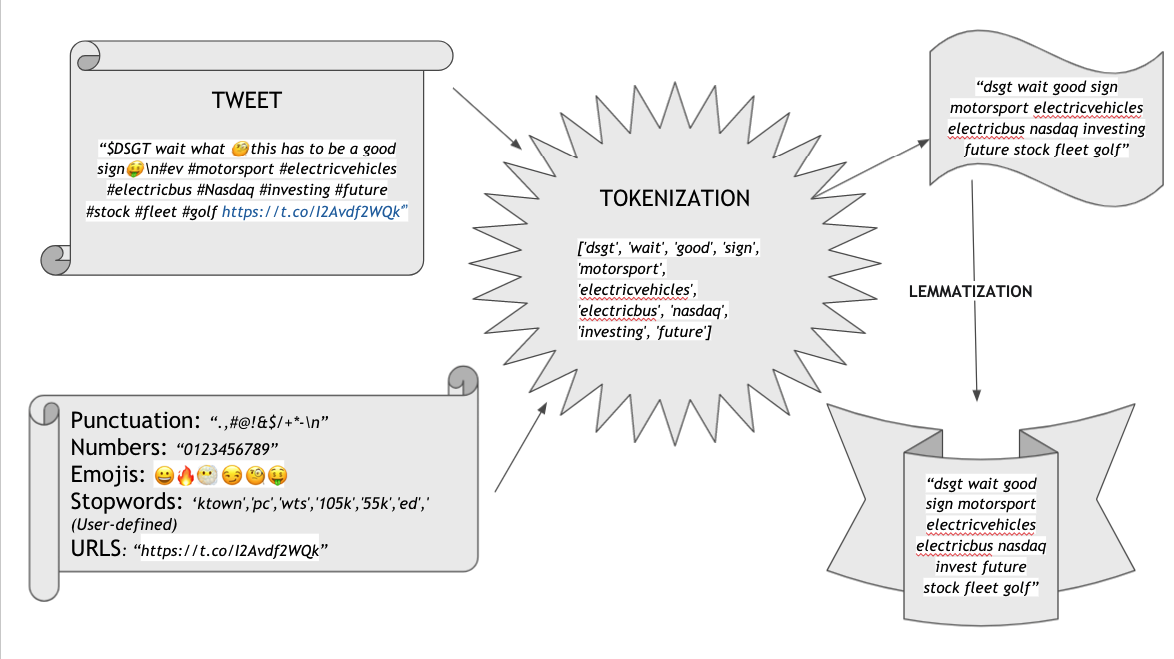 TWEET
“$DSGT wait what 🧐this has to be a good
sign🤑\n#ev #motorsport #electricvehicles
#electricbus #Nasdaq #investing #future
#stock #fleet #golf https://t.co/I2Avdf2WQk”
Punctuation: “.,#@!&$/+*-\n”
Numbers: “0123456789”
Emojis: 😀🔥😶‍🌫️😏🧐🤑
Stopwords: ‘ktown','pc','wts','105k','55k','ed','
(User-defined)
URLS: “https://t.co/I2Avdf2WQk”
TOKENIZATION
['dsgt', 'wait', 'good', 'sign',
'motorsport',
'electricvehicles',
'electricbus', 'nasdaq',
'investing', 'future']
“dsgt wait good sign
motorsport electricvehicles
electricbus nasdaq investing
future stock fleet golf”
LEMMATIZATION
“dsgt wait good
sign motorsport
electricvehicles
electricbus nasdaq
invest future
stock fleet golf”